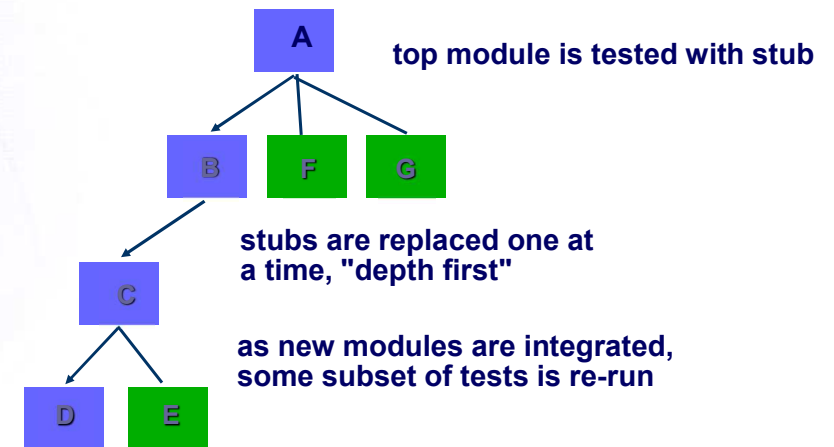 A
top module is tested with stub
B
F
G
stubs are replaced one at
a time, "depth first"
C
as new modules are integrated,
some subset of tests is re-run
D
E